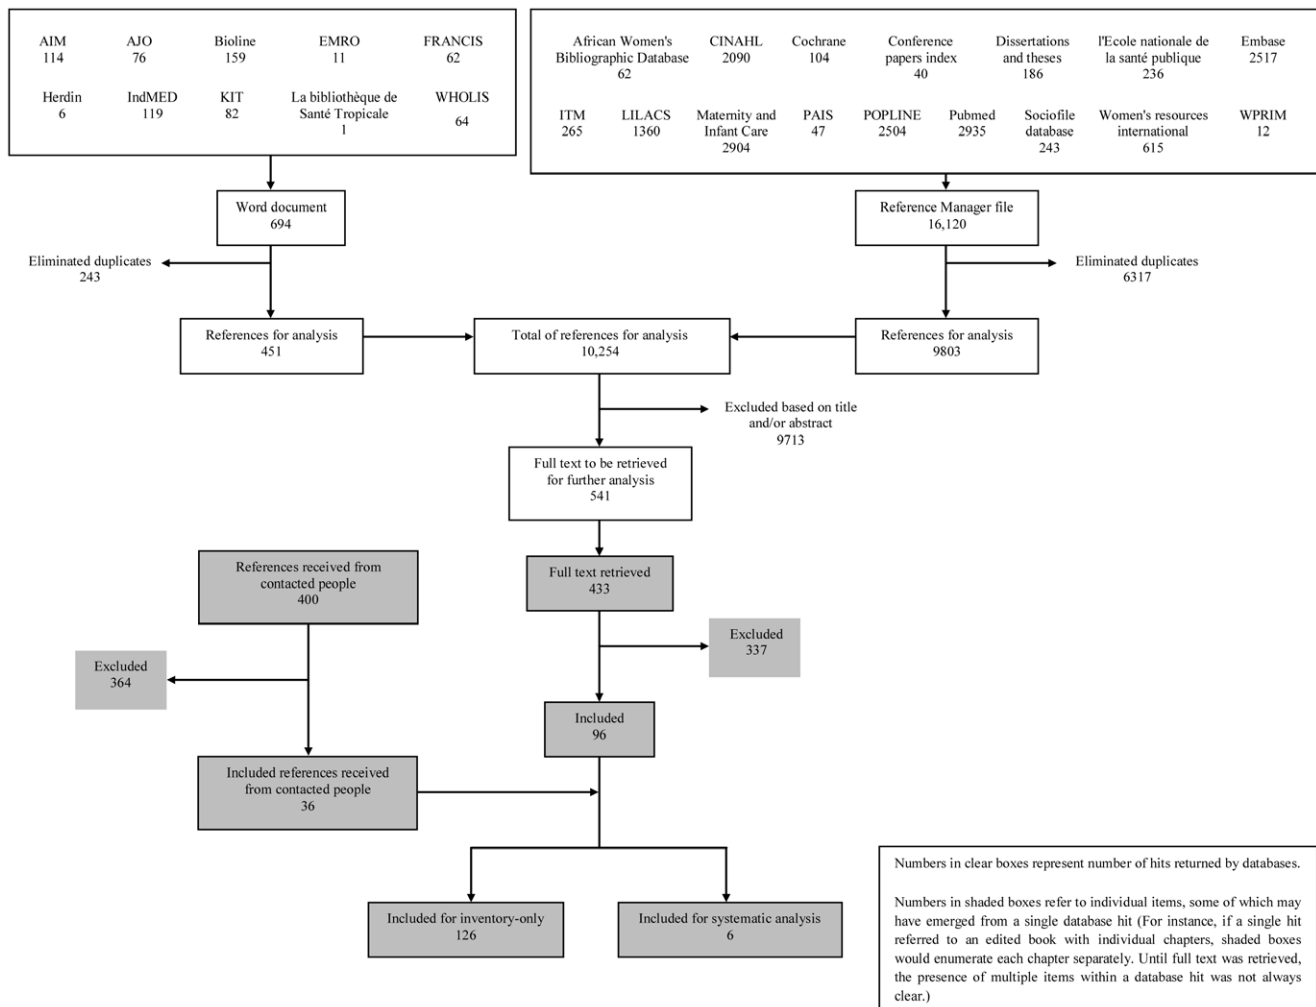 AIM AJO Bioline EMRO FRANCIS
114 76 159 11 62
Herdin IndMED KIT La bibliothèque de WHOLIS
6 119 82 Santé Tropicale 64
1
African Women's CINAHL Cochrane Conference Dissertations l'Ecole nationale de Embase
Bibliographic Database 2090 104 papers index and theses la santé publique 2517
62 40 186 236
ITM LILACS Maternity and PAIS POPLINE Pubmed Sociofile Women's resources WPRIM
265 1360 Infant Care 47 2504 2935 database international 12
2904 243 615
Word document
694
Reference Manager file
16,120
Eliminated duplicates
243
Eliminated duplicates
6317
References for analysis
451
Total of references for analysis
10,254
References for analysis
9803
Excluded based on title
and/or abstract
9713
Full text to be retrieved
for further analysis
541
References received from
contacted people
400
Full text retrieved
433
Excluded
337
Excluded
364
Included
96
Included references received
from contacted people
36
Included for inventory-only
126
Included for systematic analysis
6
Numbers in clear boxes represent number of hits returned by databases.
Numbers in shaded boxes refer to individual items, some of which may
have emerged from a single database hit (For instance, if a single hit
referred to an edited book with individual chapters, shaded boxes
would enumerate each chapter separately. Until full text was retrieved,
the presence of multiple items within a database hit was not always
clear.)